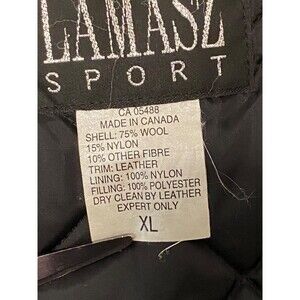 LAMASZ
SPORT
CA 05488
MADE IN CANADA
SHELL: 75% WOOL
15% NYLON
10% OTHER FIBRE
TRIM: LEATHER
LINING: 100% NYLON
FILLING: 100% POLYESTER
DRY CLEAN BY LEATHER
EXPERT ONLY
XL